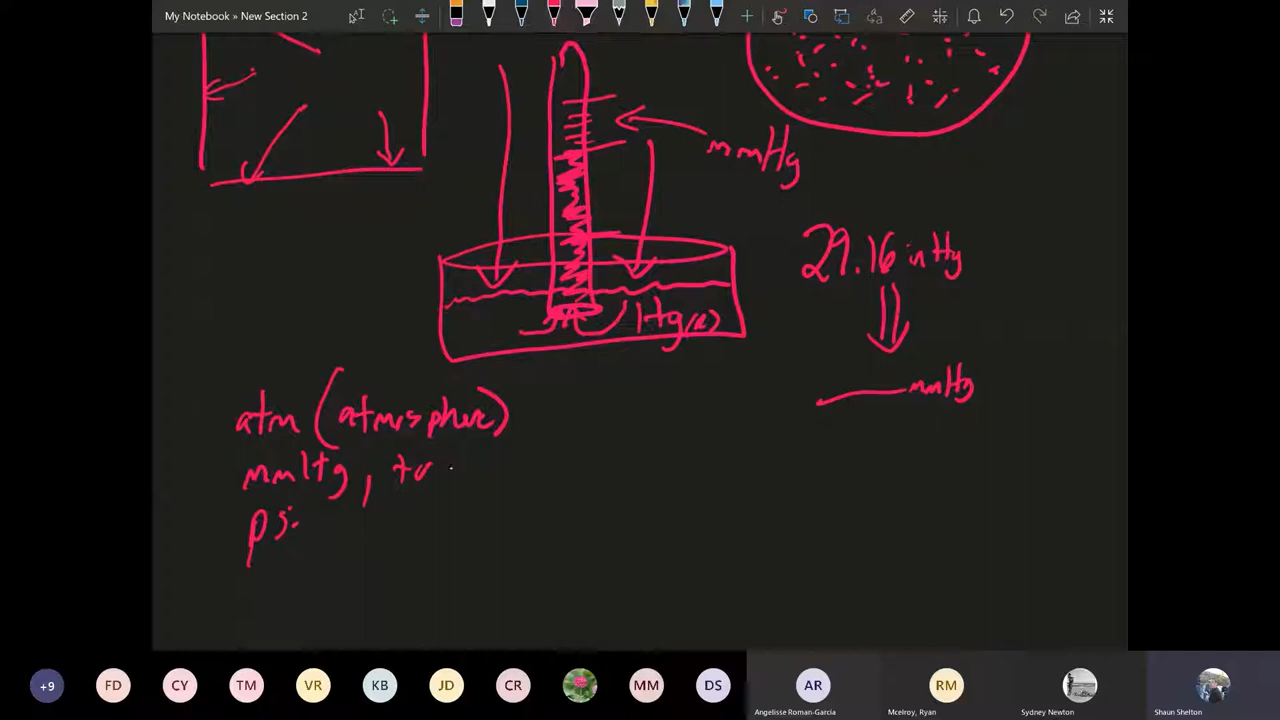 My Notebook » New Section 2
mmHg
29.16 inHg
Hg(l)
mmHg
atm (atmosphere)
mmHg, to
psi
+9
FD
CY
TM
VR
KB
JD
CR
MM
DS
AR
RM
Angelisse Roman-Garcia
Mcelroy, Ryan
Sydney Newton
Shaun Shelton